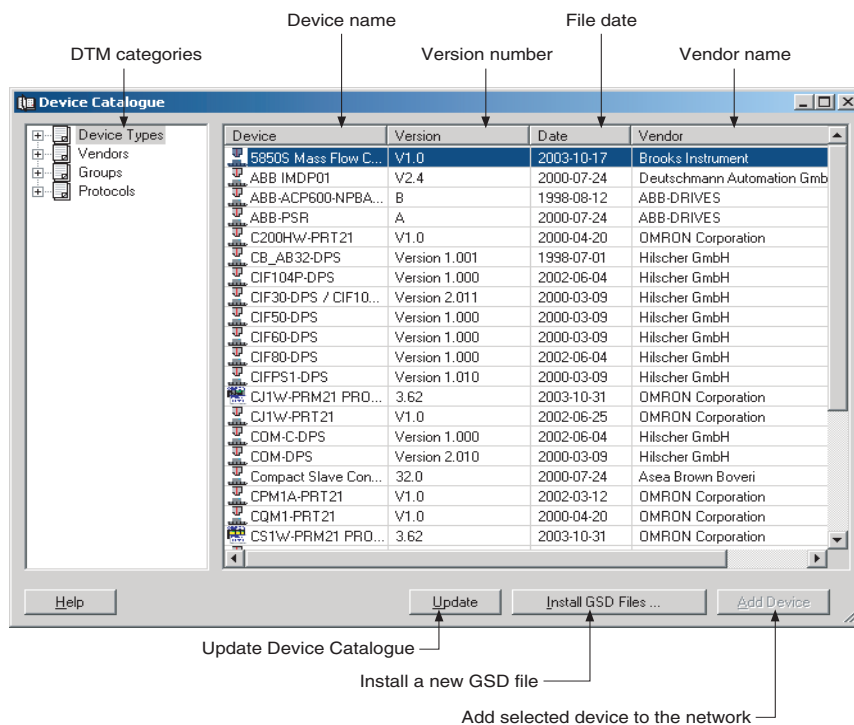 Device name File date
DTM categories Version number Vendor name
Device Catalogue
Device Types
Vendors
Groups
Protocols
Device Version Date Vendor
5850S Mass Flow C... V1.0 2003-10-17 Brooks Instrument
ABB IMDP01 V2.4 2000-07-24 Deutschmann Automation Gmb
ABB-ACP600-NPBA... B 1998-08-12 ABB-DRIVES
ABB-PSR A 2000-07-24 ABB-DRIVES
C200HW-PRT21 V1.0 2000-04-20 OMRON Corporation
CB_AB32-DPS Version 1.001 1998-07-01 Hilscher GmbH
CIF104P-DPS Version 1.000 2002-06-04 Hilscher GmbH
CIF30-DPS / CIF10... Version 2.011 2000-03-09 Hilscher GmbH
CIF50-DPS Version 1.000 2000-03-09 Hilscher GmbH
CIF60-DPS Version 1.000 2000-03-09 Hilscher GmbH
CIF80-DPS Version 1.000 2002-06-04 Hilscher GmbH
CIFPS1-DPS Version 1.010 2000-03-09 Hilscher GmbH
CJ1W-PRM21 PRO... 3.62 2003-10-31 OMRON Corporation
CJ1W-PRT21 V1.0 2002-06-25 OMRON Corporation
COM-C-DPS Version 1.000 2002-06-04 Hilscher GmbH
COM-DPS Version 2.010 2000-03-09 Hilscher GmbH
Compact Slave Con... 32.0 2000-07-24 Asea Brown Boveri
CPM1A-PRT21 V1.0 2002-03-12 OMRON Corporation
CQM1-PRT21 V1.0 2000-04-20 OMRON Corporation
CS1W-PRM21 PRO... 3.62 2003-10-31 OMRON Corporation
Help Update Install GSD Files ... Add Device
Update Device Catalogue
Install a new GSD file
Add selected device to the network